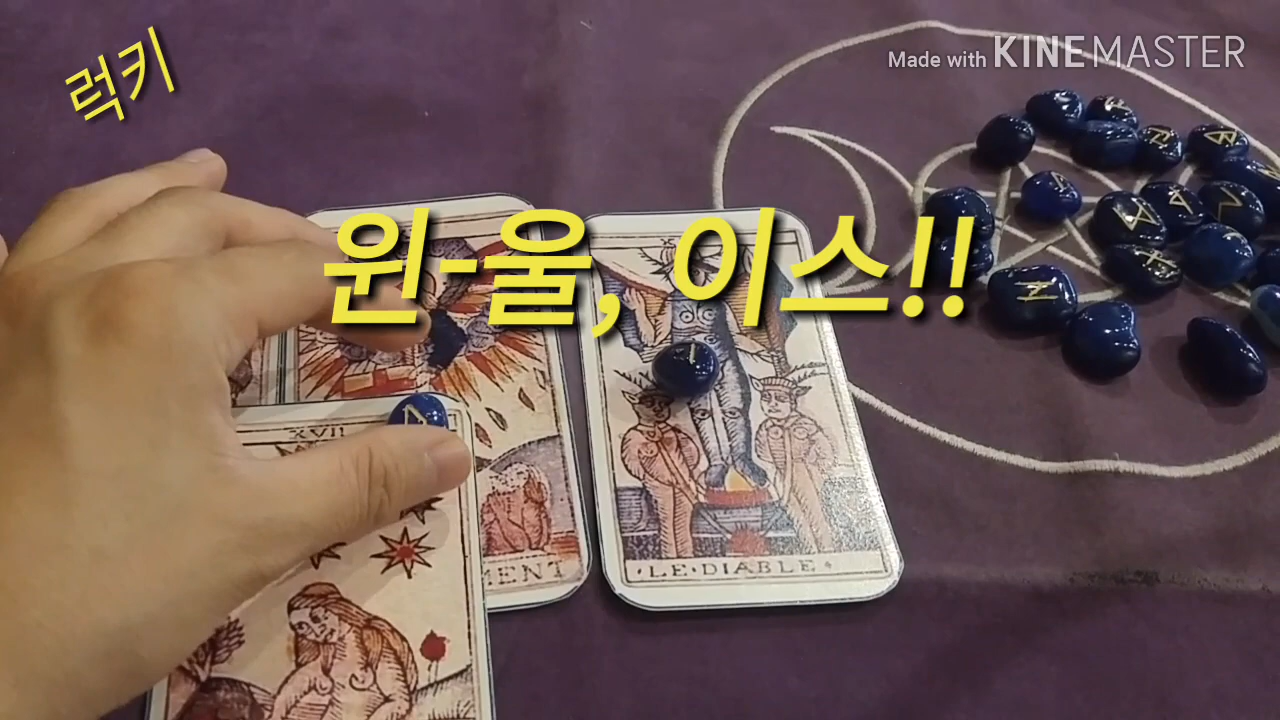 럭키
Made with KINEMASTER
윈-울, 이스!!
XVII
MENT
·LE·DIABLE·